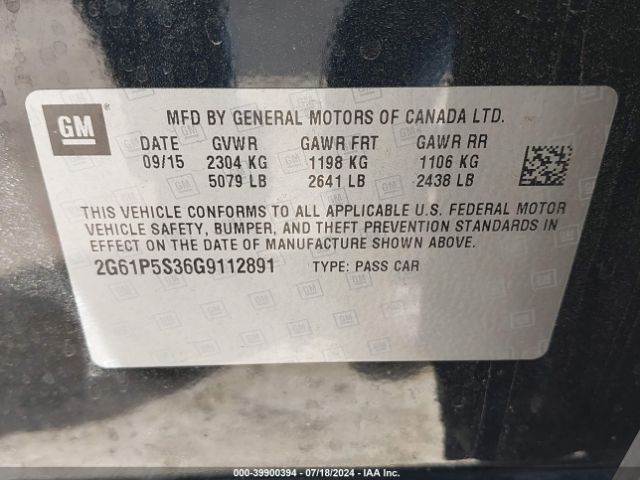 GM
MFD BY GENERAL MOTORS OF CANADA LTD.
DATE GVWR GAWR FRT GAWR RR
09/15 2304 KG 1198 KG 1106 KG
5079 LB 2641 LB 2438 LB
THIS VEHICLE CONFORMS TO ALL APPLICABLE U.S. FEDERAL MOTOR
VEHICLE SAFETY, BUMPER, AND THEFT PREVENTION STANDARDS IN
EFFECT ON THE DATE OF MANUFACTURE SHOWN ABOVE.
2G61P5S36G9112891 TYPE: PASS CAR
000-39900394 - 07/18/2024 - IAA Inc.